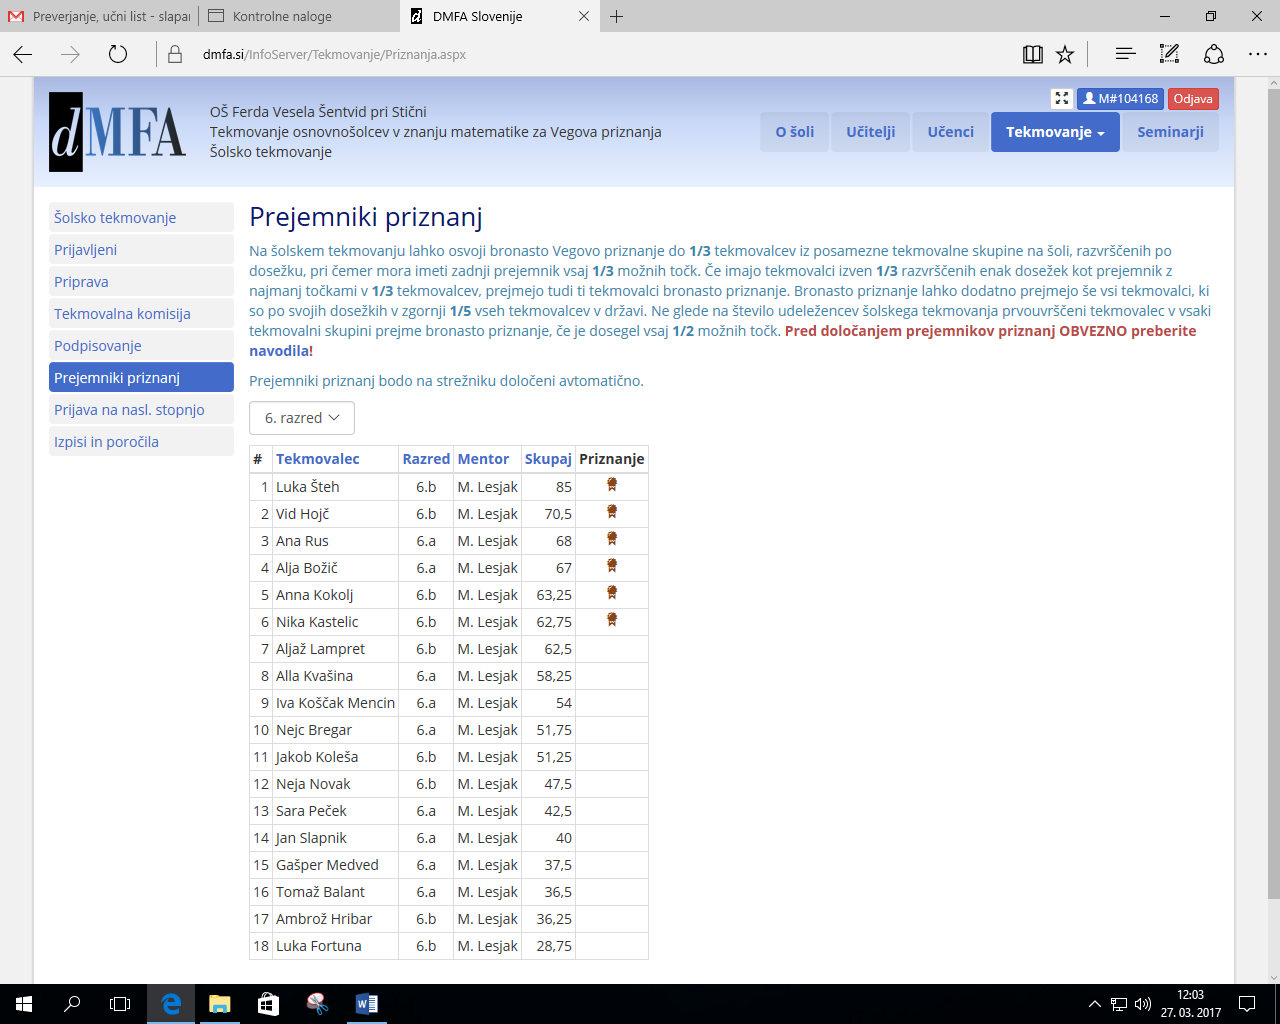 Preverjanje, učni list - slapar
Kontrolne naloge
DMFA Slovenije
dmfa.si/InfoServer/Tekmovanje/Priznanja.aspx
dMFA
OŠ Ferda Vesela Šentvid pri Stični
Tekmovanje osnovnošolcev v znanju matematike za Vegova priznanja
Šolsko tekmovanje
M#104168 Odjava
O šoli Učitelji Učenci Tekmovanje Seminarji
Šolsko tekmovanje
Prijavljeni
Priprava
Tekmovalna komisija
Podpisovanje
Prejemniki priznanj
Prijava na nasl. stopnjo
Izpisi in poročila
Prejemniki priznanj
Na šolskem tekmovanju lahko osvoji bronasto Vegovo priznanje do 1/3 tekmovalcev iz posamezne tekmovalne skupine na šoli, razvrščenih po
dosežku, pri čemer mora imeti zadnji prejemnik vsaj 1/3 možnih točk. Če imajo tekmovalci izven 1/3 razvrščenih enak dosežek kot prejemnik z
najmanj točkami v 1/3 tekmovalcev, prejmejo tudi ti tekmovalci bronasto priznanje. Bronasto priznanje lahko dodatno prejmejo še vsi tekmovalci, ki
so po svojih dosežkih v zgornji 1/5 vseh tekmovalcev v državi. Ne glede na število udeležencev šolskega tekmovanja prvouvrščeni tekmovalec v vsaki
tekmovalni skupini prejme bronasto priznanje, če je dosegel vsaj 1/2 možnih točk. Pred določanjem prejemnikov priznanj OBVEZNO preberite
navodila!
Prejemniki priznanj bodo na strežniku določeni avtomatično.
6. razred
# Tekmovalec Razred Mentor Skupaj Priznanje
1 Luka Šteh 6.b M. Lesjak 85
2 Vid Hojč 6.b M. Lesjak 70,5
3 Ana Rus 6.a M. Lesjak 68
4 Alja Božič 6.a M. Lesjak 67
5 Anna Kokolj 6.b M. Lesjak 63,25
6 Nika Kastelic 6.b M. Lesjak 62,75
7 Aljaž Lampret 6.b M. Lesjak 62,5
8 Alla Kvašina 6.a M. Lesjak 58,25
9 Iva Koščak Mencin 6.a M. Lesjak 54
10 Nejc Bregar 6.a M. Lesjak 51,75
11 Jakob Koleša 6.b M. Lesjak 51,25
12 Neja Novak 6.b M. Lesjak 47,5
13 Sara Peček 6.a M. Lesjak 42,5
14 Jan Slapnik 6.a M. Lesjak 40
15 Gašper Medved 6.a M. Lesjak 37,5
16 Tomaž Balant 6.a M. Lesjak 36,5
17 Ambrož Hribar 6.b M. Lesjak 36,25
18 Luka Fortuna 6.b M. Lesjak 28,75
12:03
27. 03. 2017